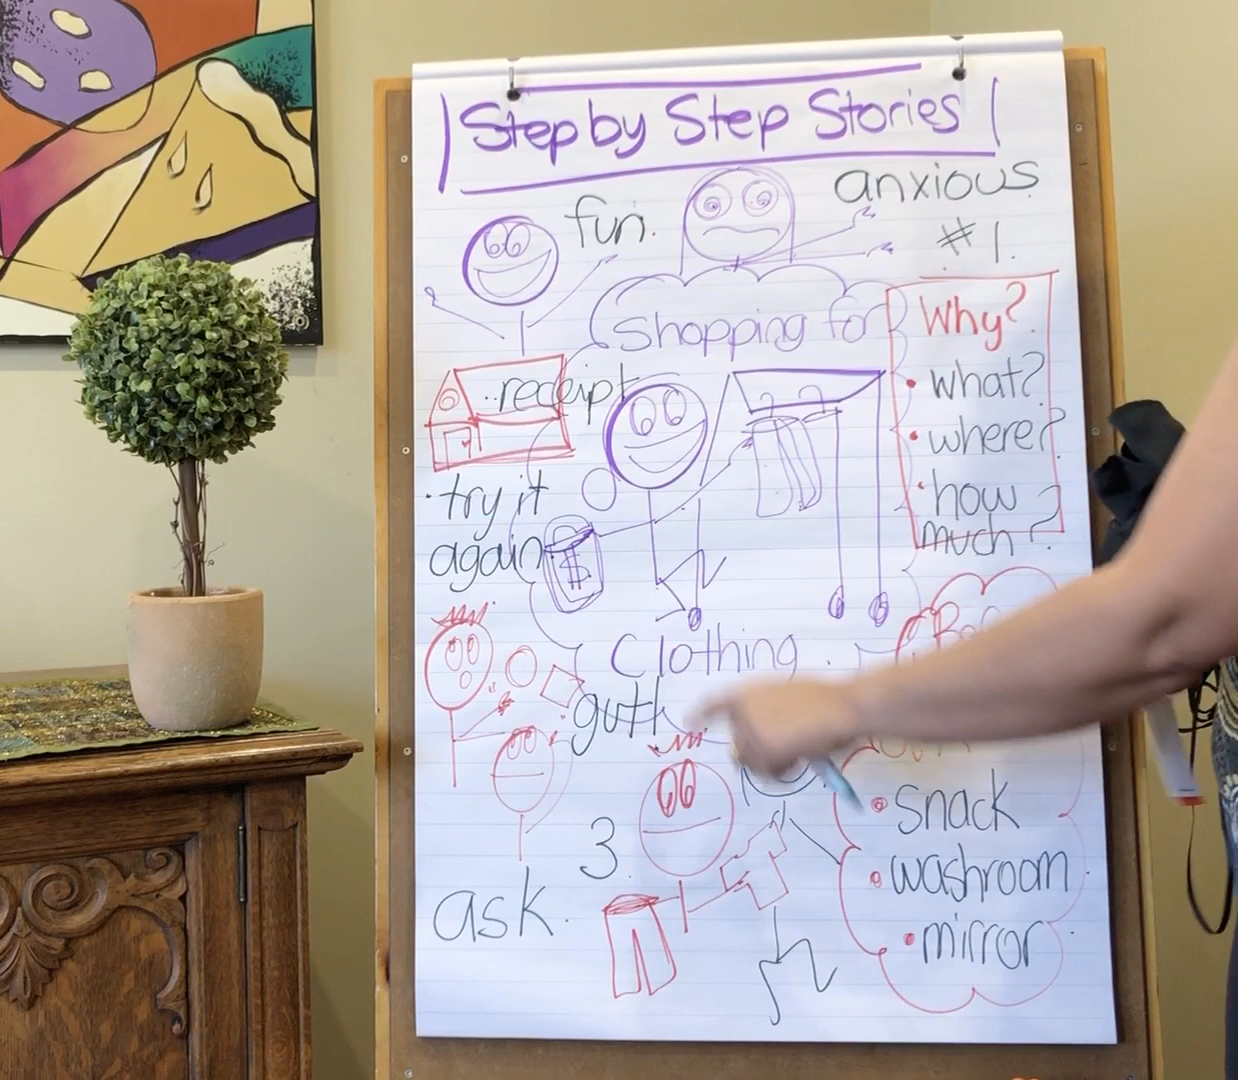 Step by Step Stories
fun.
anxious
#1.
Shopping for
Why?
• what?
• where?
• how
much?
receipt
• try it
again
$
Clothing
3.
• snack
• washroom
• mirror
ask.